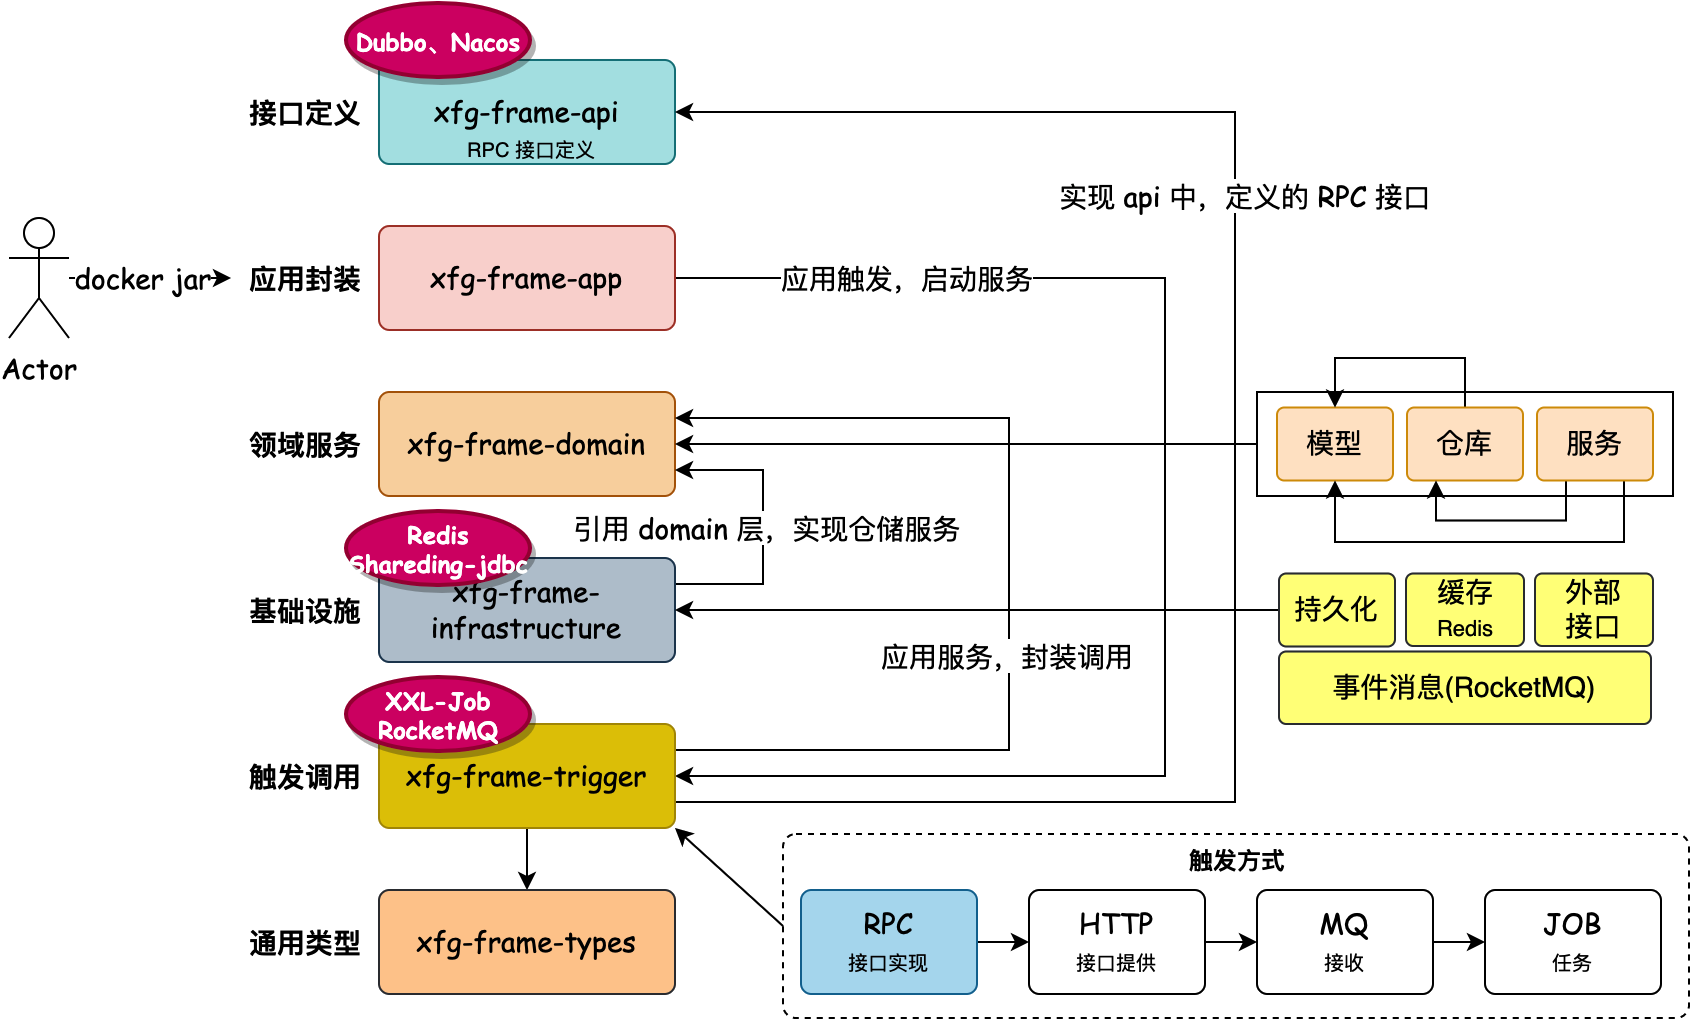 Dubbo、Nacos
接口定义
xfg-frame-api
RPC 接口定义
实现 api 中，定义的 RPC 接口
docker jar
Actor
应用封装
xfg-frame-app
应用触发，启动服务
领域服务
xfg-frame-domain
模型
仓库
服务
引用 domain 层，实现仓储服务
Redis
Shareding-jdbc
基础设施
xfg-frame-
infrastructure
持久化
缓存
Redis
外部
接口
事件消息(RocketMQ)
应用服务，封装调用
XXL-Job
RocketMQ
触发调用
xfg-frame-trigger
通用类型
xfg-frame-types
触发方式
RPC
接口实现
HTTP
接口提供
MQ
接收
JOB
任务